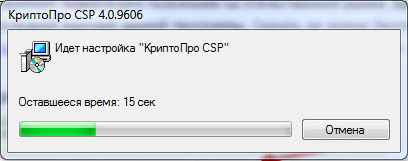 КриптоПро CSP 4.0.9606
Идет настройка "КриптоПро CSP"
Оставшееся время: 15 сек
Отмена